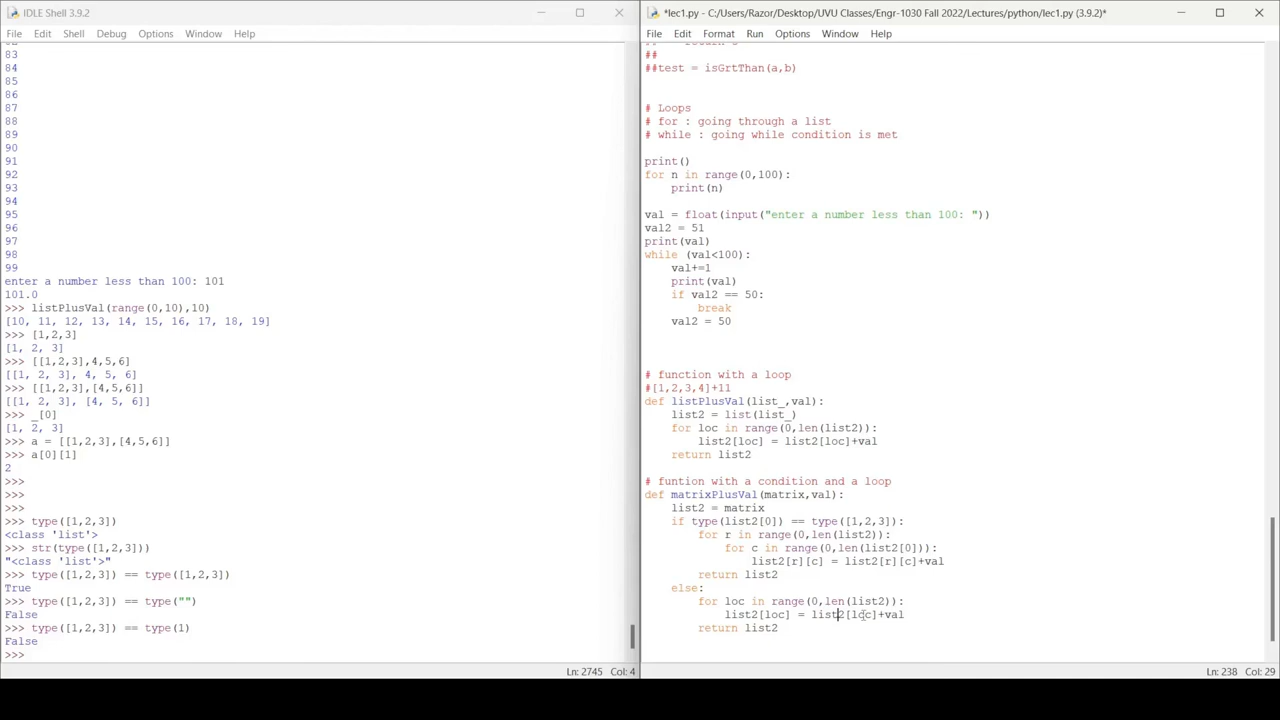 IDLE Shell 3.9.2
File Edit Shell Debug Options Window Help
83
84
85
86
87
88
89
90
91
92
93
94
95
96
97
98
99
enter a number less than 100: 101
101.0
>>> listPlusVal(range(0,10),10)
[10, 11, 12, 13, 14, 15, 16, 17, 18, 19]
>>> [1,2,3]
[1, 2, 3]
>>> [[1,2,3],4,5,6]
[[1, 2, 3], 4, 5, 6]
>>> [[1,2,3],[4,5,6]]
[[1, 2, 3], [4, 5, 6]]
>>> _[0]
[1, 2, 3]
>>> a = [[1,2,3],[4,5,6]]
>>> a[0][1]
2
>>>
>>>
>>>
>>> type([1,2,3])
<class 'list'>
>>> str(type([1,2,3]))
"<class 'list'>"
>>> type([1,2,3]) == type([1,2,3])
True
>>> type([1,2,3]) == type("")
False
>>> type([1,2,3]) == type(1)
False
>>>
Ln: 2745 Col: 4
*lec1.py - C:/Users/Razor/Desktop/UVU Classes/Engr-1030 Fall 2022/Lectures/python/lec1.py (3.9.2)*
File Edit Format Run Options Window Help
##
##test = isGrtThan(a,b)
# Loops
# for : going through a list
# while : going while condition is met
print()
for n in range(0,100):
    print(n)
val = float(input("enter a number less than 100: "))
val2 = 51
print(val)
while (val<100):
    val+=1
    print(val)
    if val2 == 50:
        break
    val2 = 50
# function with a loop
#[1,2,3,4]+11
def listPlusVal(list_,val):
    list2 = list(list_)
    for loc in range(0,len(list2)):
        list2[loc] = list2[loc]+val
    return list2
# funtion with a condition and a loop
def matrixPlusVal(matrix,val):
    list2 = matrix
    if type(list2[0]) == type([1,2,3]):
        for r in range(0,len(list2)):
            for c in range(0,len(list2[0])):
                list2[r][c] = list2[r][c]+val
        return list2
    else:
        for loc in range(0,len(list2)):
            list2[loc] = list2[loc]+val
        return list2
Ln: 238 Col: 29